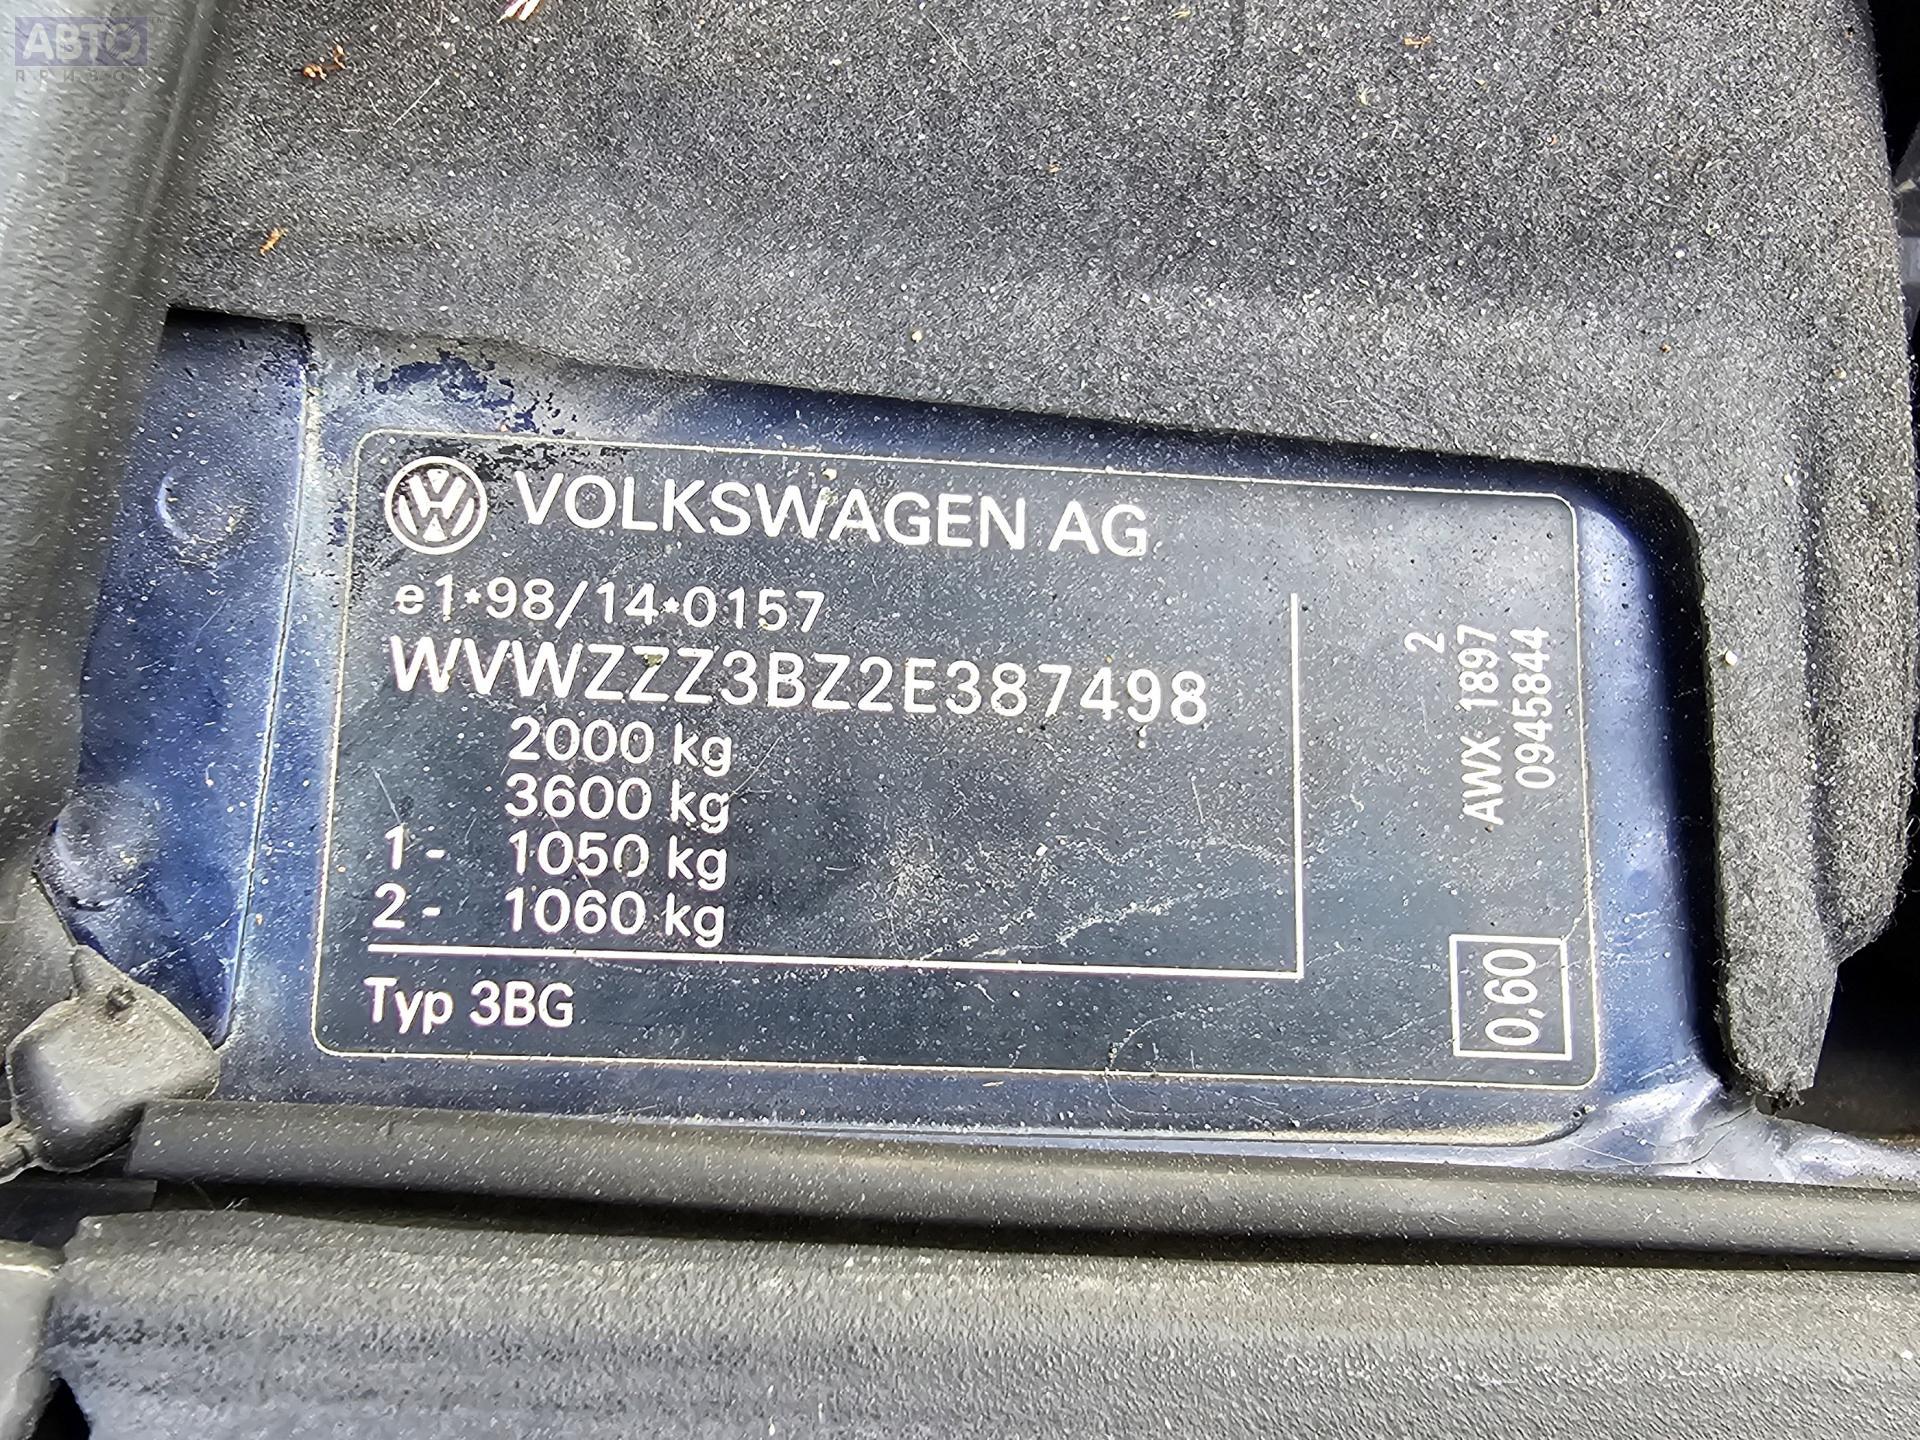 АВТО
ПРИВОЗ
VOLKSWAGEN AG
e1*98/14*0157
WVWZZZ3BZ2E387498
2000 kg
3600 kg
1- 1050 kg
2- 1060 kg
Typ 3BG
2
AWX 1897
0945844
0,60